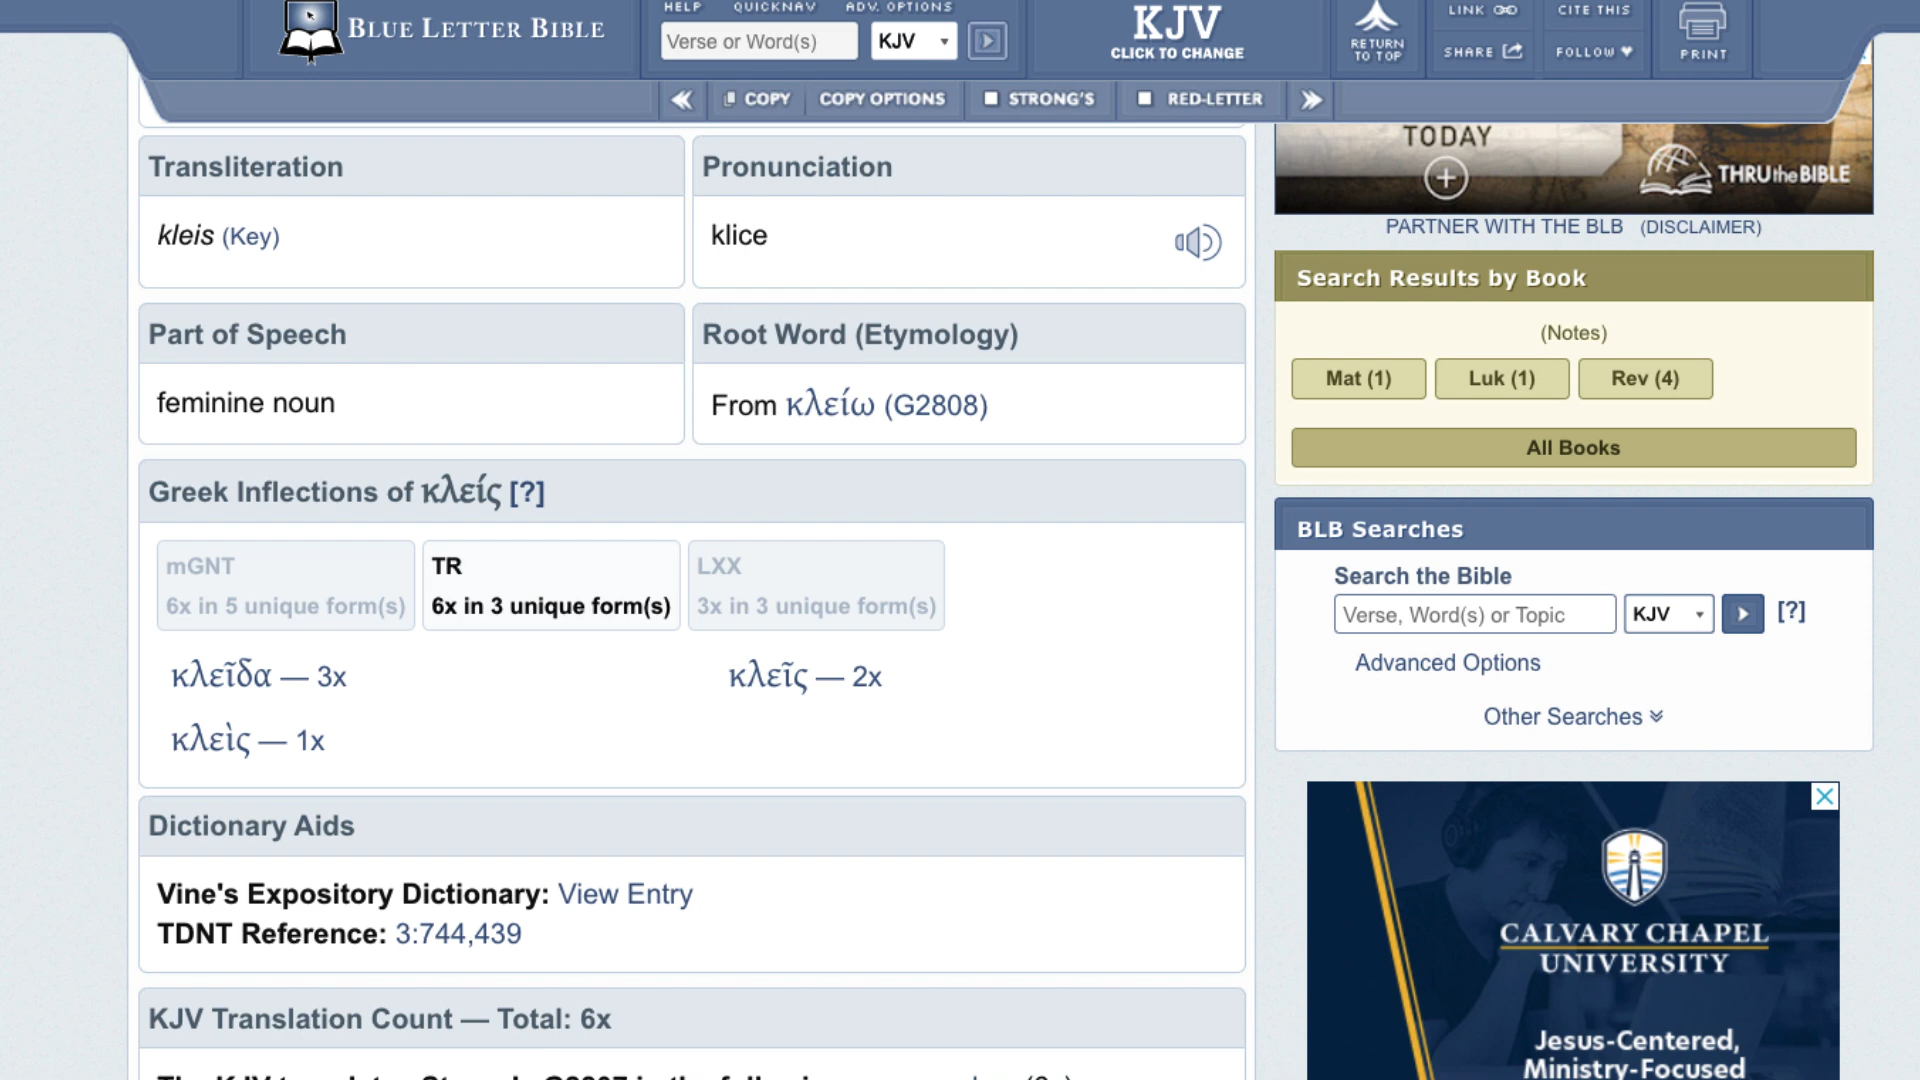 HELP QUICKNAV ADV. OPTIONS
BLUE LETTER BIBLE
Verse or Word(s) KJV
KJV
CLICK TO CHANGE
RETURN
TO TOP
LINK
CITE THIS
SHARE
FOLLOW
PRINT
COPY COPY OPTIONS STRONG'S RED-LETTER
Transliteration
kleis (Key)
Pronunciation
klice
Part of Speech
feminine noun
Root Word (Etymology)
From κλείω (G2808)
Greek Inflections of κλείς [?]
mGNT
6x in 5 unique form(s)
TR
6x in 3 unique form(s)
LXX
3x in 3 unique form(s)
κλεῖδα — 3x
κλεῖς — 2x
κλεὶς — 1x
Dictionary Aids
Vine's Expository Dictionary: View Entry
TDNT Reference: 3:744,439
KJV Translation Count — Total: 6x
TODAY
THRU the BIBLE
PARTNER WITH THE BLB (DISCLAIMER)
Search Results by Book
(Notes)
Mat (1) Luk (1) Rev (4)
All Books
BLB Searches
Search the Bible
Verse, Word(s) or Topic KJV [?]
Advanced Options
Other Searches
CALVARY CHAPEL
UNIVERSITY
Jesus-Centered,
Ministry-Focused